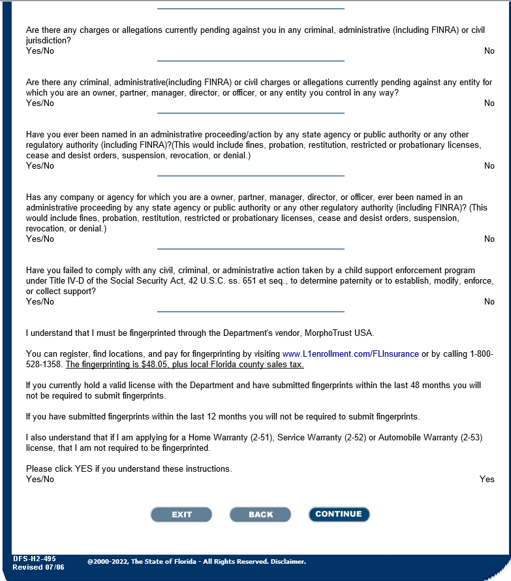 Are there any charges or allegations currently pending against you in any criminal, administrative (including FINRA) or civil
jurisdiction?
Yes/No No
Are there any criminal, administrative(including FINRA) or civil charges or allegations currently pending against any entity for
which you are an owner, partner, manager, director, or officer, or any entity you control in any way?
Yes/No No
Have you ever been named in an administrative proceeding/action by any state agency or public authority or any other
regulatory authority (including FINRA)?(This would include fines, probation, restitution, restricted or probationary licenses,
cease and desist orders, suspension, revocation, or denial.)
Yes/No No
Has any company or agency for which you are a owner, partner, manager, director, or officer, ever been named in an
administrative proceeding by any state agency or public authority or any other regulatory authority (including FINRA)? (This
would include fines, probation, restitution, restricted or probationary licenses, cease and desist orders, suspension,
revocation, or denial.)
Yes/No No
Have you failed to comply with any civil, criminal, or administrative action taken by a child support enforcement program
under Title IV-D of the Social Security Act, 42 U.S.C. ss. 651 et seq., to determine paternity or to establish, modify, enforce,
or collect support?
Yes/No No
I understand that I must be fingerprinted through the Department's vendor, MorphoTrust USA.
You can register, find locations, and pay for fingerprinting by visiting www.L1enrollment.com/FLInsurance or by calling 1-800-
528-1358. The fingerprinting is $48.05, plus local Florida county sales tax.
If you currently hold a valid license with the Department and have submitted fingerprints within the last 48 months you will
not be required to submit fingerprints.
If you have submitted fingerprints within the last 12 months you will not be required to submit fingerprints.
I also understand that if I am applying for a Home Warranty (2-51), Service Warranty (2-52) or Automobile Warranty (2-53)
license, that I am not required to be fingerprinted.
Please click YES if you understand these instructions.
Yes/No Yes
EXIT BACK CONTINUE
DFS-H2-495
Revised 07/06
@2000-2022, The State of Florida - All Rights Reserved. Disclaimer.